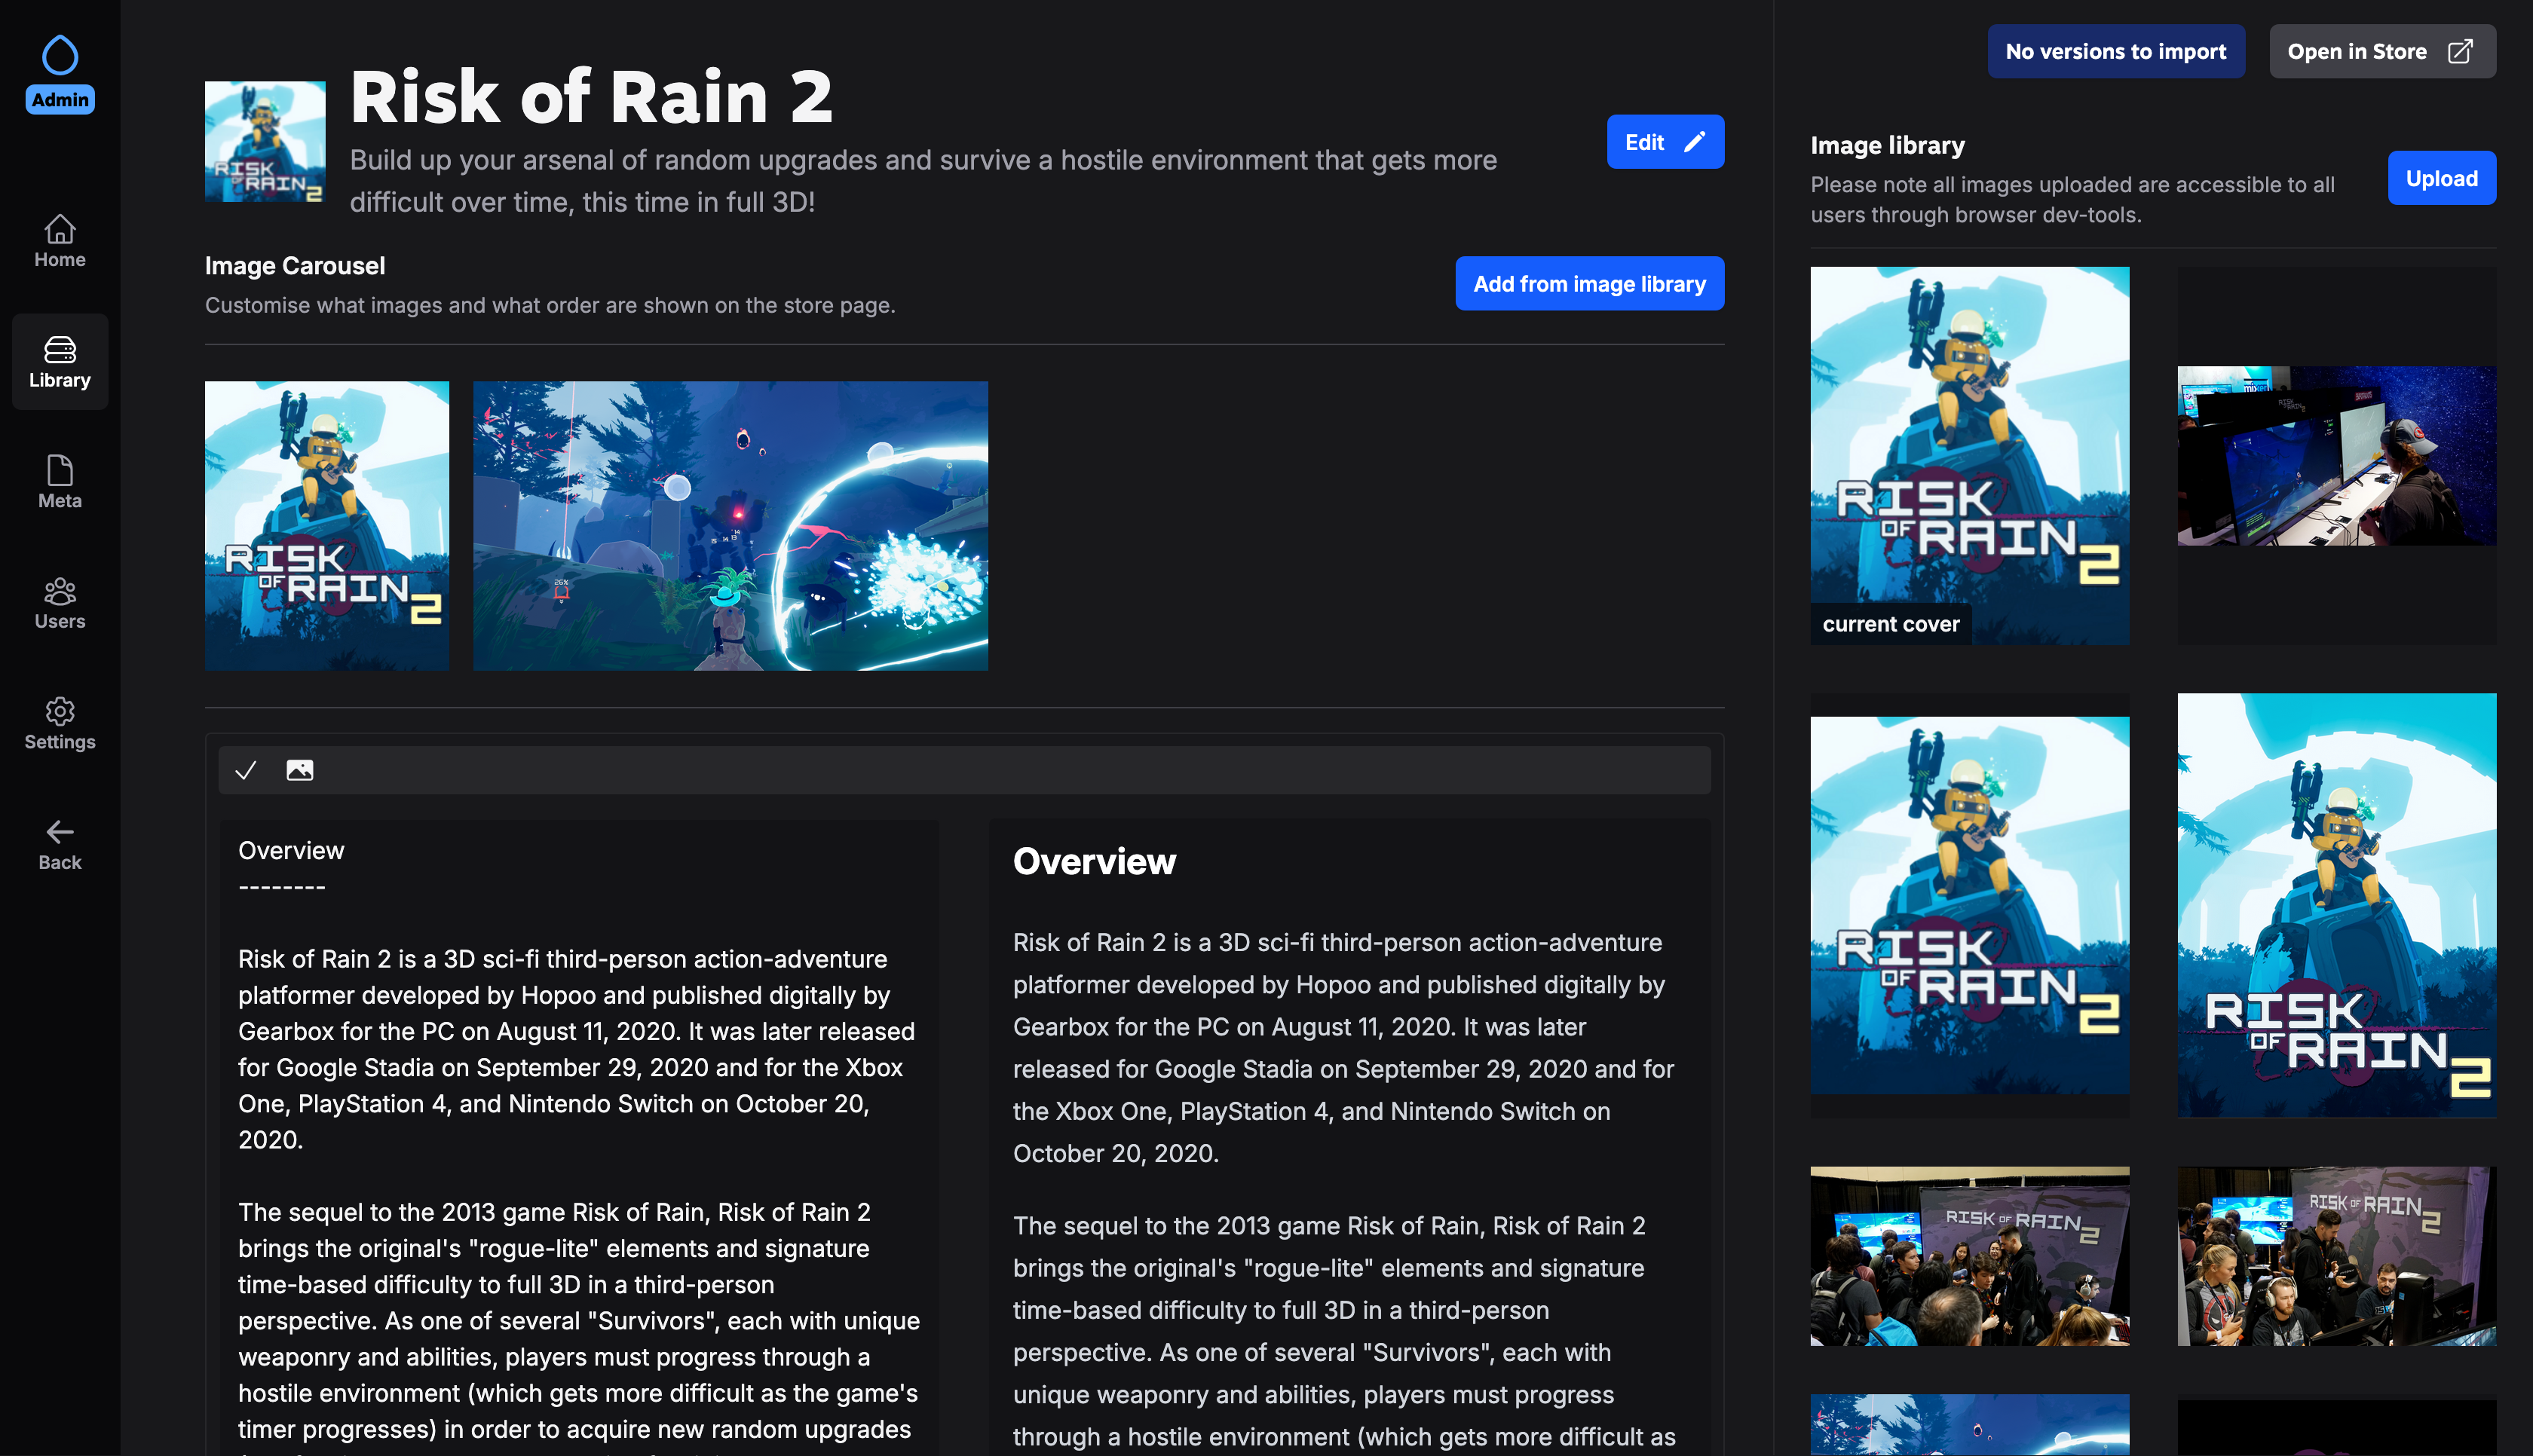 Admin
Home
Library
Meta
Users
Settings
Back
Risk of Rain 2
Build up your arsenal of random upgrades and survive a hostile environment that gets more
difficult over time, this time in full 3D!
Edit
RISK
OF RAIN 2
Image Carousel
Customise what images and what order are shown on the store page.
Add from image library
RISK
OF RAIN 2
26%
Overview
--------
Risk of Rain 2 is a 3D sci-fi third-person action-adventure
platformer developed by Hopoo and published digitally by
Gearbox for the PC on August 11, 2020. It was later released
for Google Stadia on September 29, 2020 and for the Xbox
One, PlayStation 4, and Nintendo Switch on October 20,
2020.
The sequel to the 2013 game Risk of Rain, Risk of Rain 2
brings the original's "rogue-lite" elements and signature
time-based difficulty to full 3D in a third-person
perspective. As one of several "Survivors", each with unique
weaponry and abilities, players must progress through a
hostile environment (which gets more difficult as the game's
timer progresses) in order to acquire new random upgrades
Overview
Risk of Rain 2 is a 3D sci-fi third-person action-adventure
platformer developed by Hopoo and published digitally by
Gearbox for the PC on August 11, 2020. It was later
released for Google Stadia on September 29, 2020 and for
the Xbox One, PlayStation 4, and Nintendo Switch on
October 20, 2020.
The sequel to the 2013 game Risk of Rain, Risk of Rain 2
brings the original's "rogue-lite" elements and signature
time-based difficulty to full 3D in a third-person
perspective. As one of several "Survivors", each with
unique weaponry and abilities, players must progress
through a hostile environment (which gets more difficult as
No versions to import
Open in Store
Image library
Please note all images uploaded are accessible to all
users through browser dev-tools.
Upload
RISK
OF RAIN 2
current cover
RISK
OF RAIN 2
RISK
OF RAIN 2
RISK OF RAIN 2
RISK OF RAIN 2